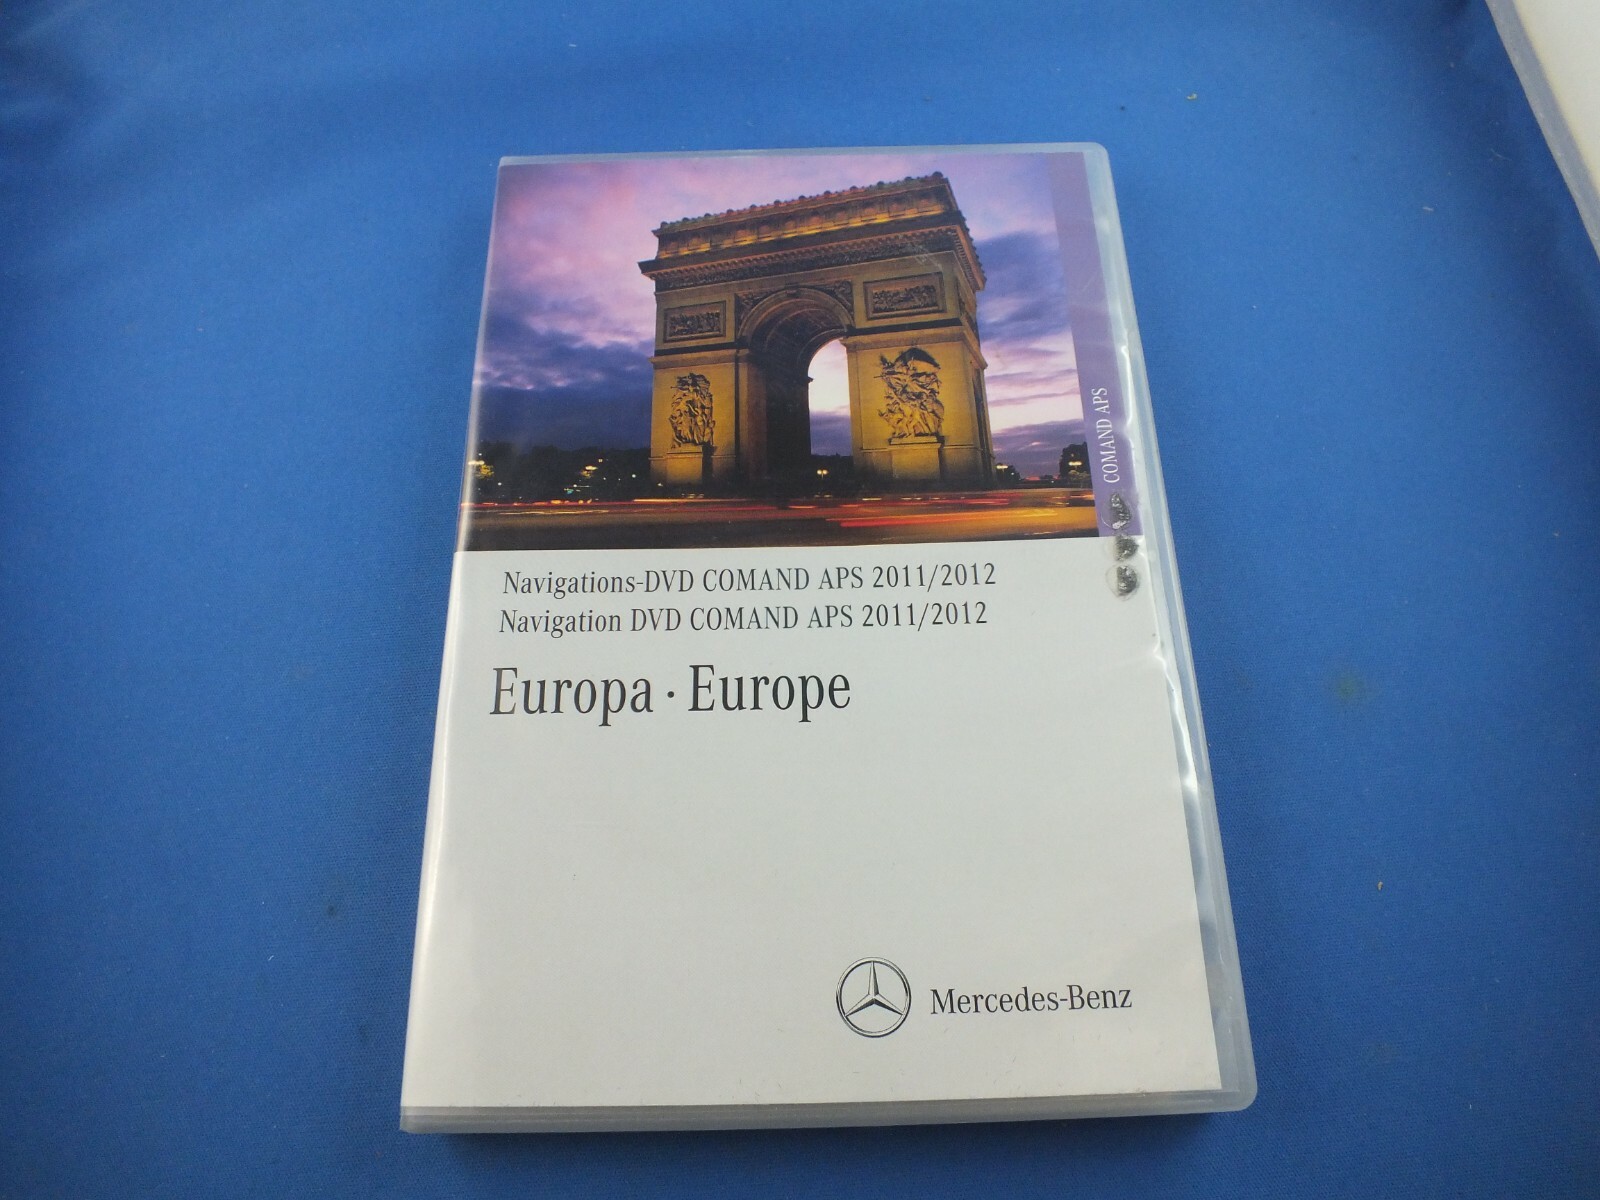 COMAND APS
Navigations-DVD COMAND APS 2011/2012
Navigation DVD COMAND APS 2011/2012
Europa · Europe
Mercedes-Benz